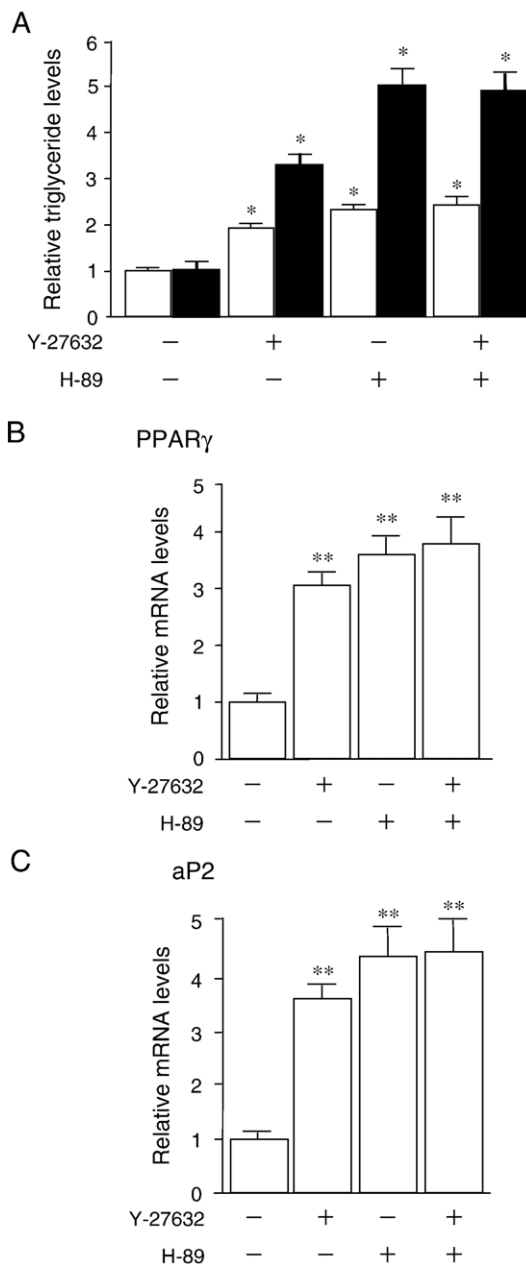 A
Relative triglyceride levels
6
5
4
3
2
1
0
* * * * * *
Y-27632 − + − +
H-89 − − + +
B
PPARγ
Relative mRNA levels
5
4
3
2
1
0
** ** **
Y-27632 − + − +
H-89 − − + +
C
aP2
Relative mRNA levels
5
4
3
2
1
0
** ** **
Y-27632 − + − +
H-89 − − + +